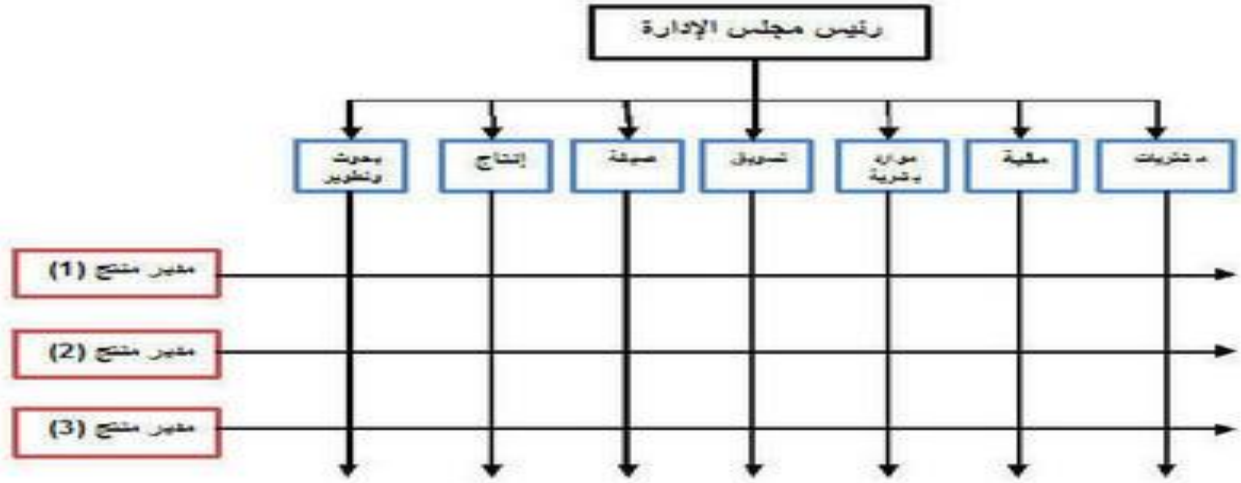 رئيس مجلس الإدارة
مشتريات
مالية
موارد
بشرية
تسويق
صيانة
إنتاج
بحوث
وتطوير
مدير منتج (1)
مدير منتج (2)
مدير منتج (3)